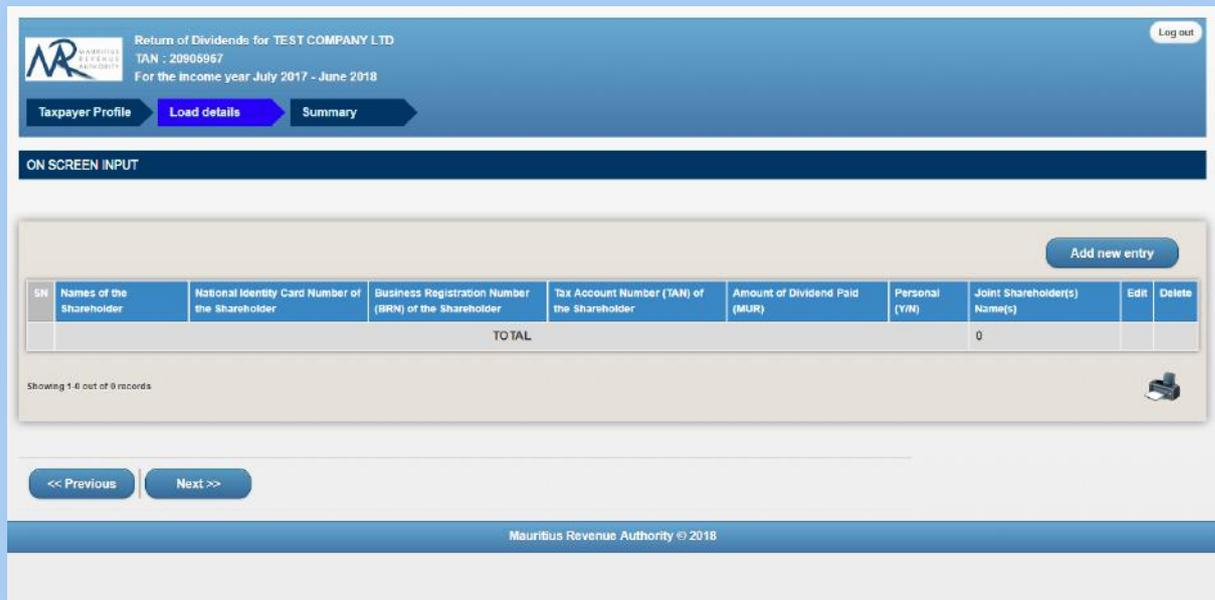 Log out
MAURITIUS
REVENUE
AUTHORITY
Return of Dividends for TEST COMPANY LTD
TAN : 20905967
For the income year July 2017 - June 2018
Taxpayer Profile Load details Summary
ON SCREEN INPUT
Add new entry
SN Names of the Shareholder National Identity Card Number of the Shareholder Business Registration Number (BRN) of the Shareholder Tax Account Number (TAN) of the Shareholder Amount of Dividend Paid (MUR) Personal (Y/N) Joint Shareholder(s) Name(s) Edit Delete
TOTAL 0
Showing 1-0 out of 0 records
<< Previous Next >>
Mauritius Revenue Authority © 2018